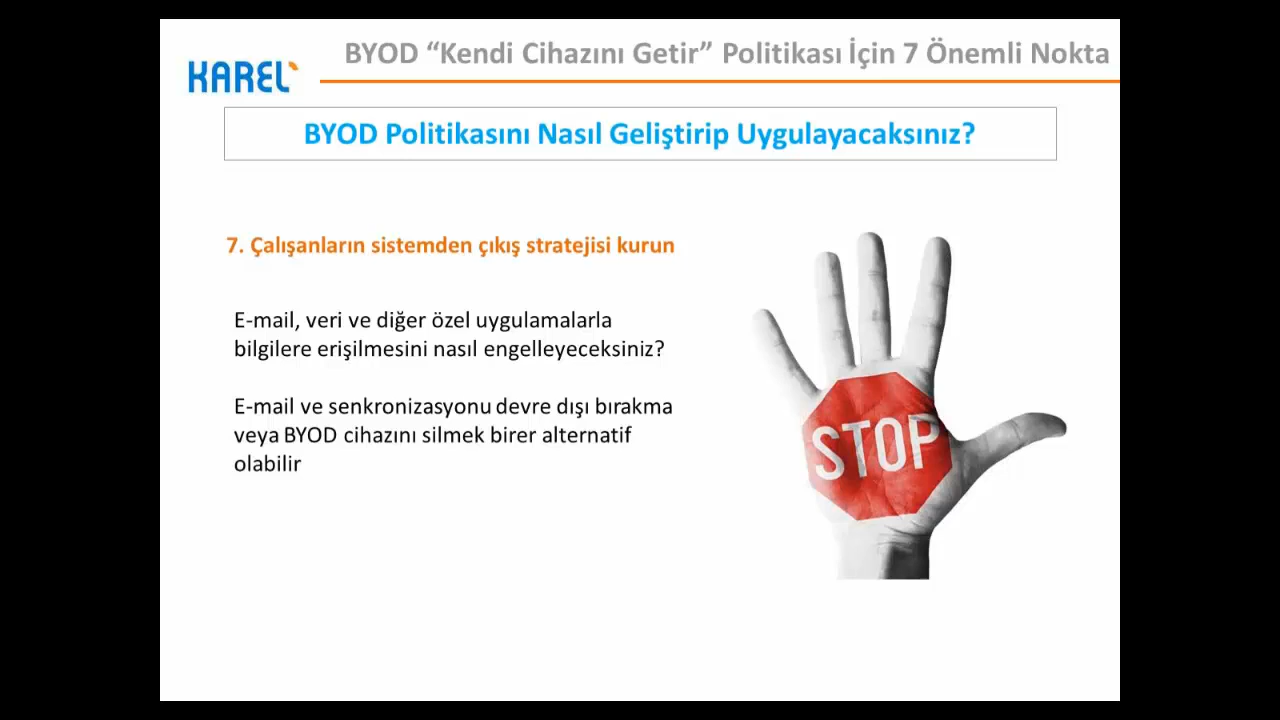 BYOD “Kendi Cihazını Getir” Politikası İçin 7 Önemli Nokta
KAREL
BYOD Politikasını Nasıl Geliştirip Uygulayacaksınız?
7. Çalışanların sistemden çıkış stratejisi kurun
E-mail, veri ve diğer özel uygulamalarla
bilgilere erişilmesini nasıl engelleyeceksiniz?
E-mail ve senkronizasyonu devre dışı bırakma
veya BYOD cihazını silmek birer alternatif
olabilir
STOP